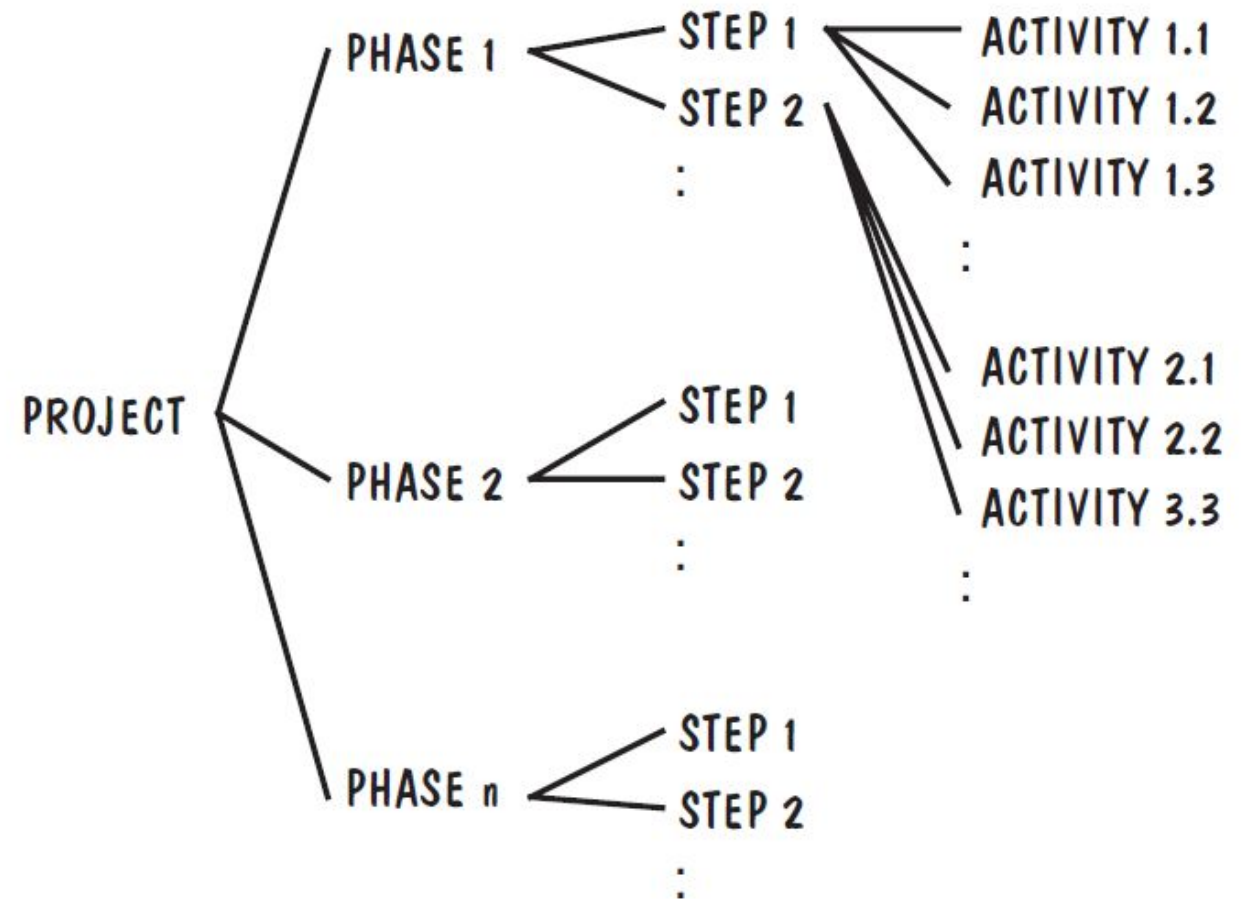 PROJECT
PHASE 1
STEP 1
STEP 2
:
ACTIVITY 1.1
ACTIVITY 1.2
ACTIVITY 1.3
:
ACTIVITY 2.1
ACTIVITY 2.2
ACTIVITY 3.3
:
PHASE 2
STEP 1
STEP 2
:
PHASE n
STEP 1
STEP 2
: